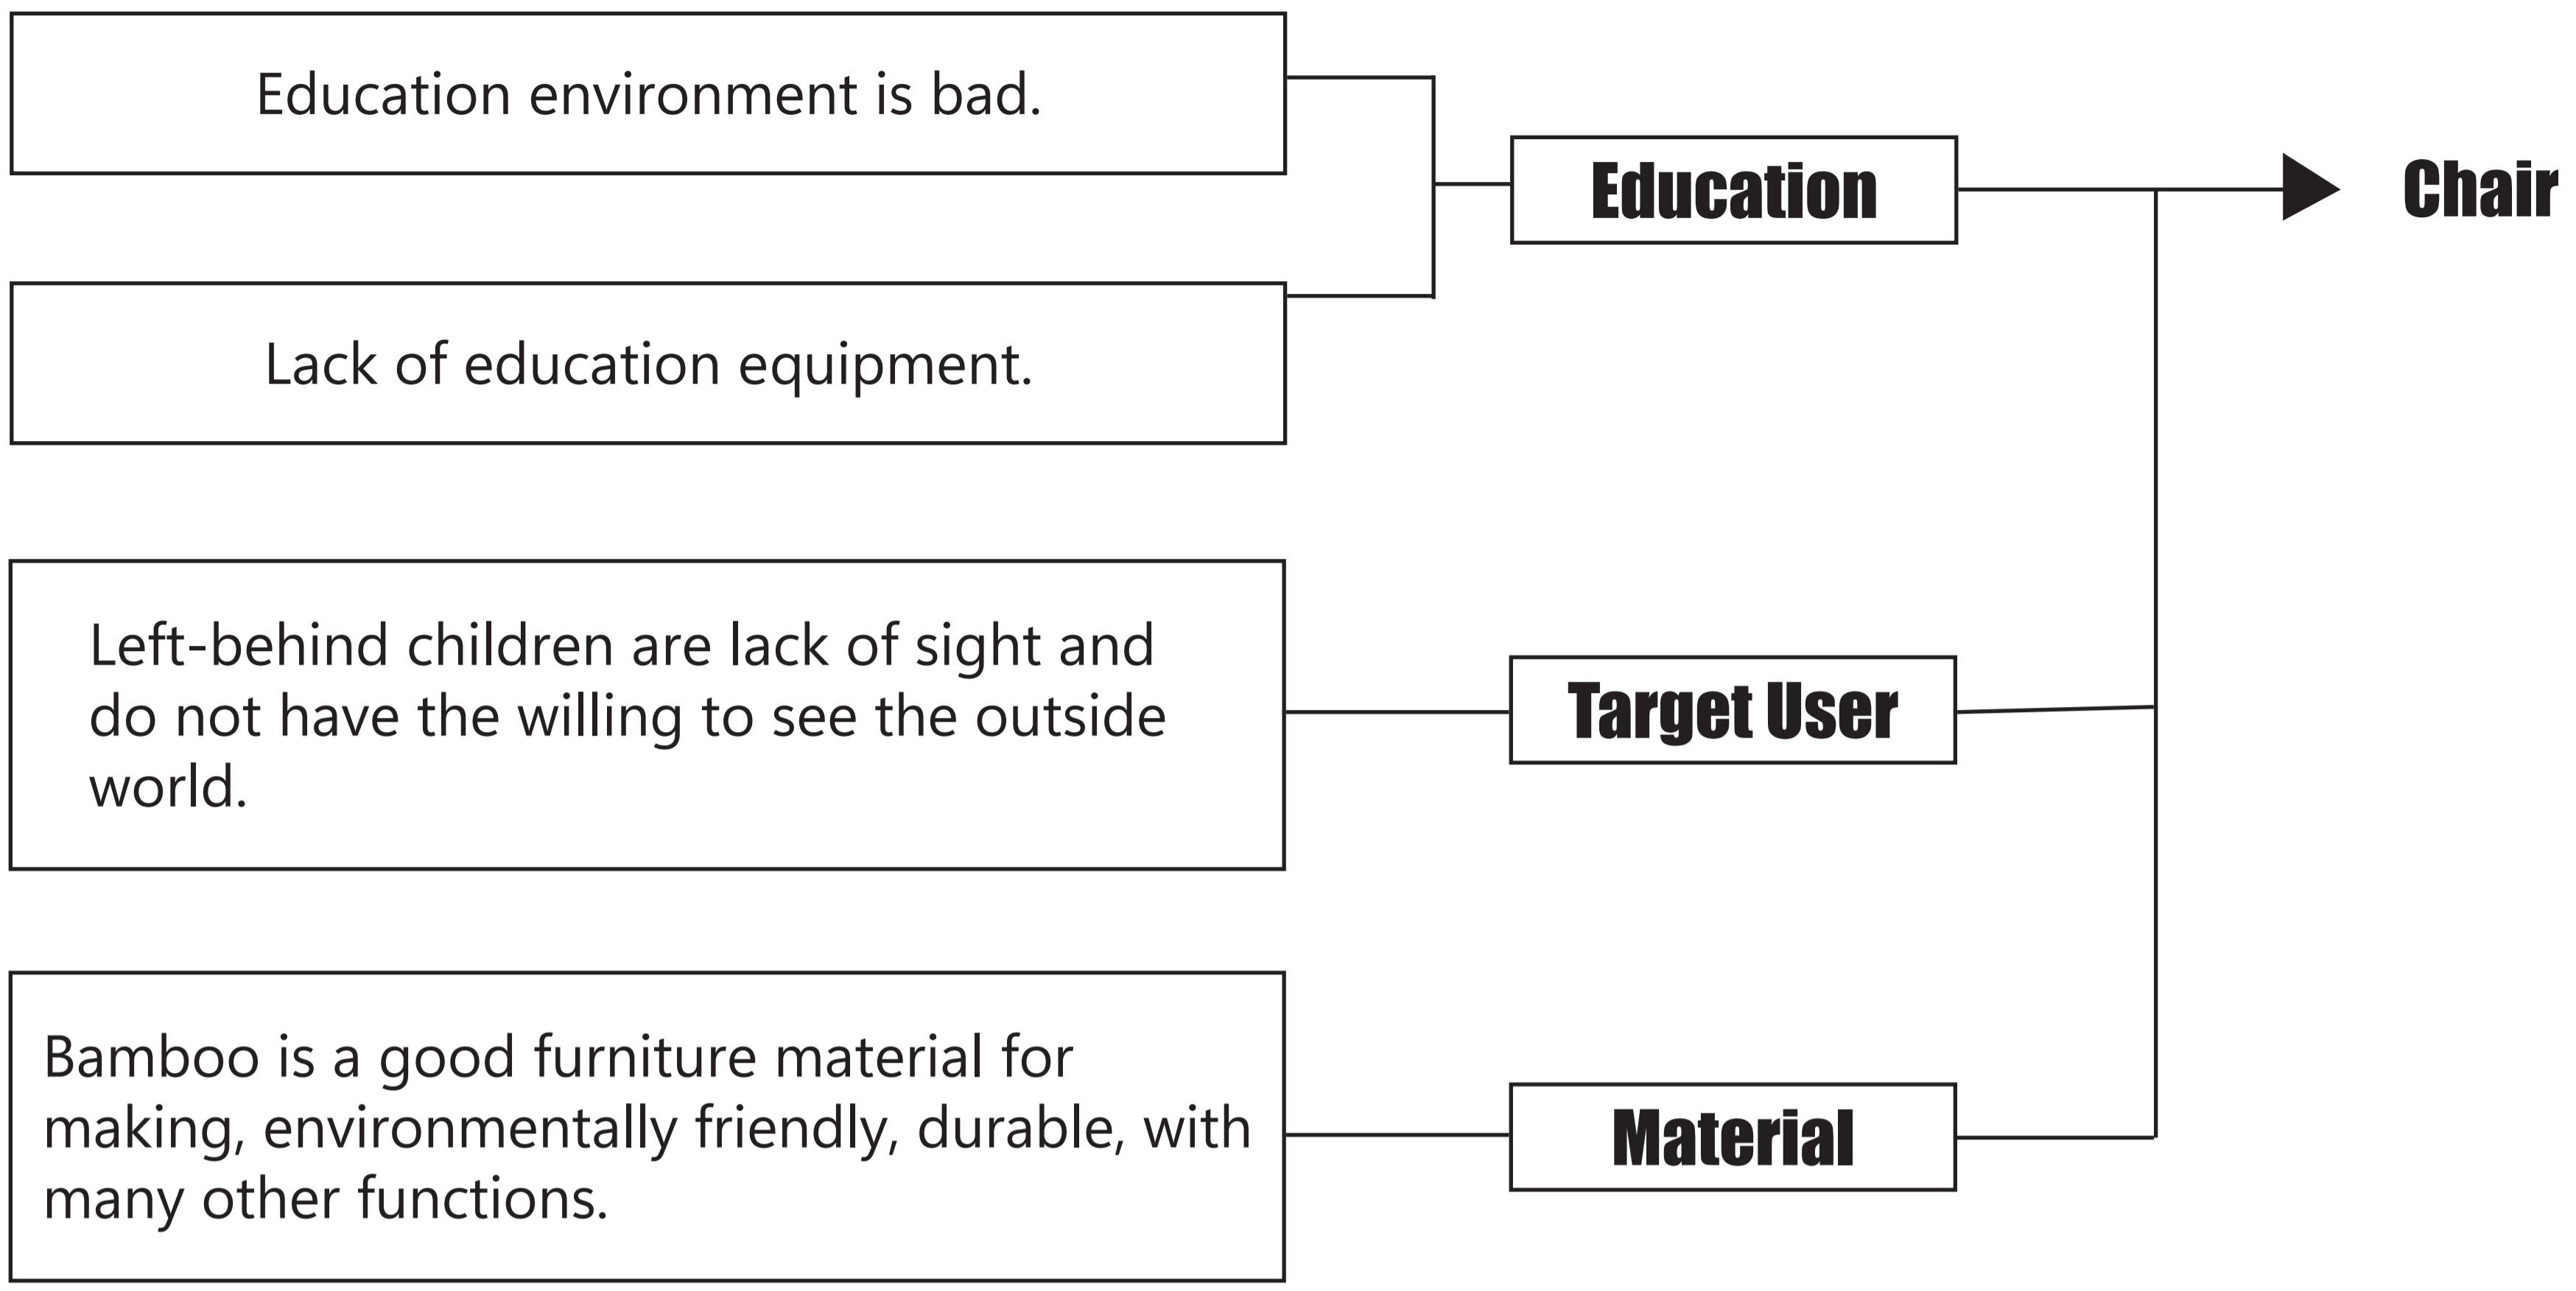 Education environment is bad.
Education
Chair
Lack of education equipment.
Left-behind children are lack of sight and
do not have the willing to see the outside
world.
Target User
Bamboo is a good furniture material for
making, environmentally friendly, durable, with
many other functions.
Material